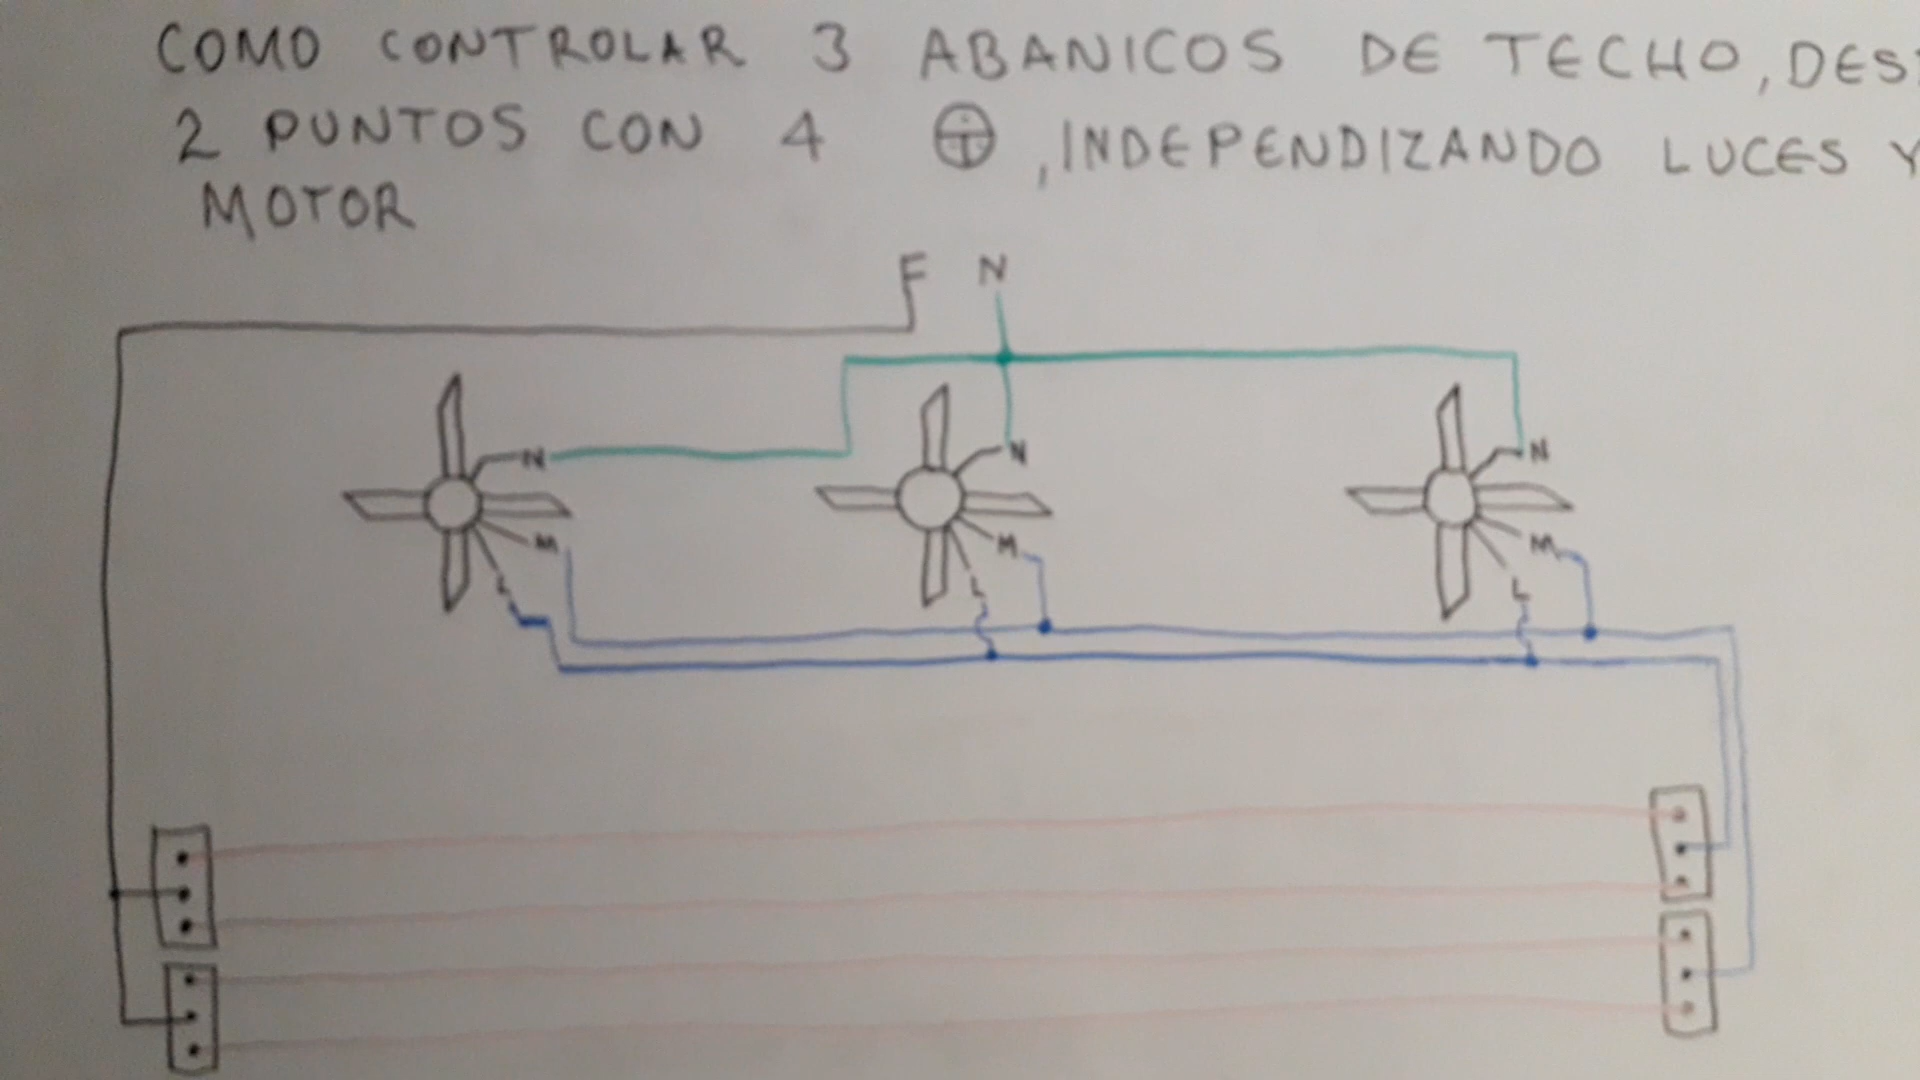 COMO CONTROLAR 3 ABANICOS DE TECHO, DES
2 PUNTOS CON 4 , INDEPENDIZANDO LUCES Y
MOTOR
F N
N N N
M M M
L L L